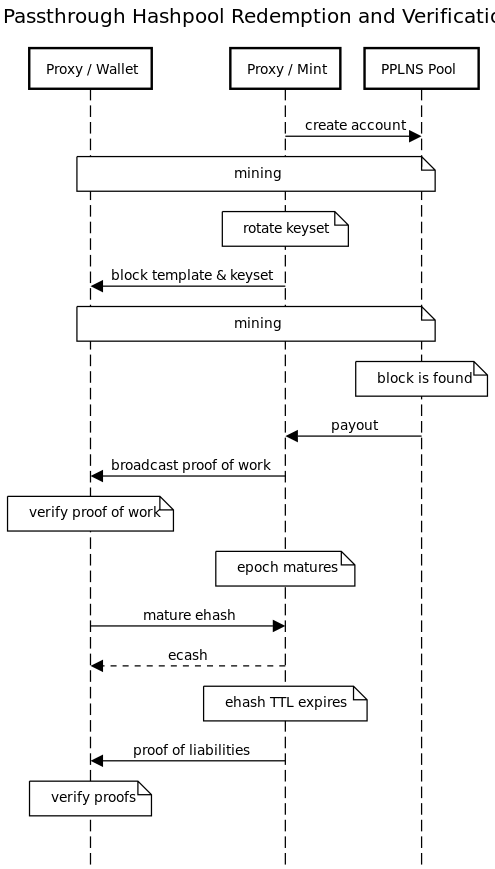 Passthrough Hashpool Redemption and Verificatio
Proxy / Wallet
Proxy / Mint
PPLNS Pool
create account
mining
rotate keyset
block template & keyset
mining
block is found
payout
broadcast proof of work
verify proof of work
epoch matures
mature ehash
ecash
ehash TTL expires
proof of liabilities
verify proofs